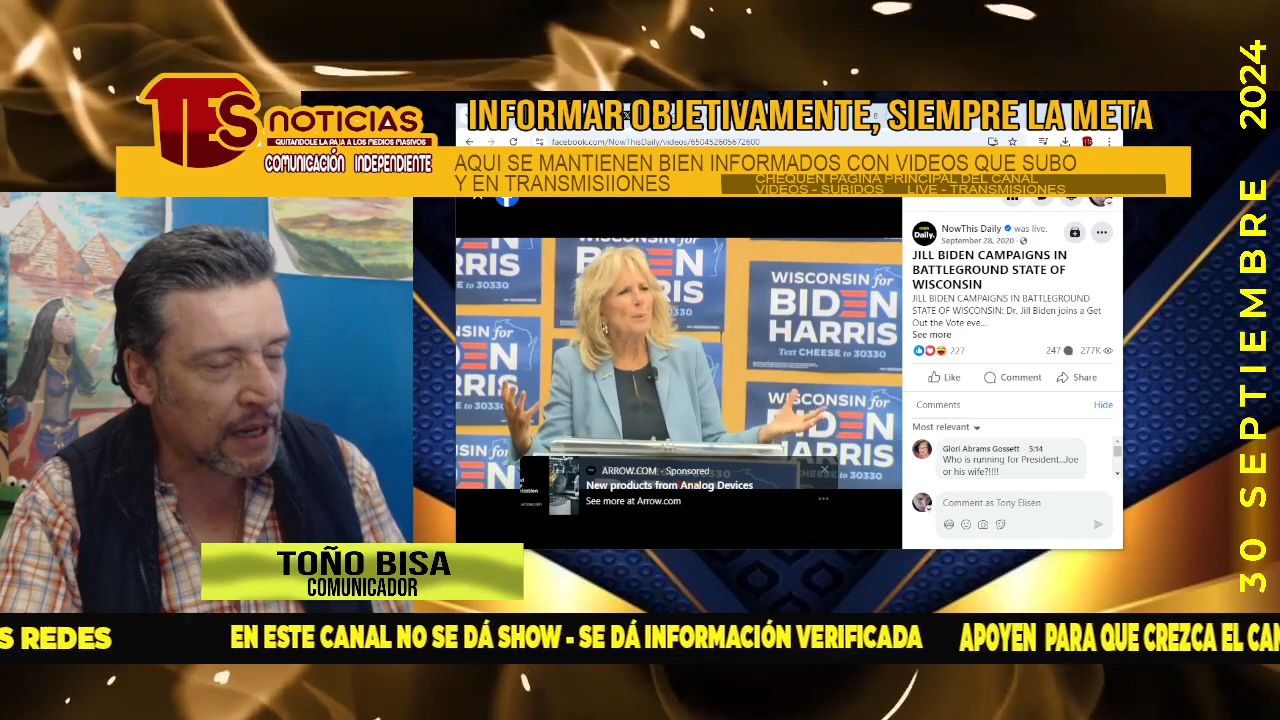 TES
NOTICIAS
QUITANDOLE LA PAJA A LOS MEDIOS MASIVOS
COMUNICACIÓN INDEPENDIENTE
INFORMAR OBJETIVAMENTE, SIEMPRE LA META
facebook.com/NowThisDaily/videos/650452605672600
AQUI SE MANTIENEN BIEN INFORMADOS CON VIDEOS QUE SUBO
Y EN TRANSMISIIONES
CHEQUEN PAGINA PRINCIPAL DEL CANAL
VIDEOS - SUBIDOS LIVE - TRANSMISIONES
30 SEPTIEMBRE 2024
WISCONSIN for
BIDEN
HARRIS
Text CHEESE to 30330
WISCONSIN for
Daily.
NowThis Daily was live.
September 28, 2020
JILL BIDEN CAMPAIGNS IN
BATTLEGROUND STATE OF
WISCONSIN
JILL BIDEN CAMPAIGNS IN BATTLEGROUND
STATE OF WISCONSIN: Dr. Jill Biden joins a Get
Out the Vote eve...
See more
227
247
277K
Like
Comment
Share
Comments
Hide
Most relevant
Glori Abrams Gossett · 5:14
Who is running for President...Joe
or his wife?!!!!
Comment as Tony Elisen
ARROW.COM · Sponsored
New products from Analog Devices
See more at Arrow.com
TOÑO BISA
COMUNICADOR
S REDES
EN ESTE CANAL NO SE DÁ SHOW - SE DÁ INFORMACIÓN VERIFICADA
APOYEN PARA QUE CREZCA EL CAN